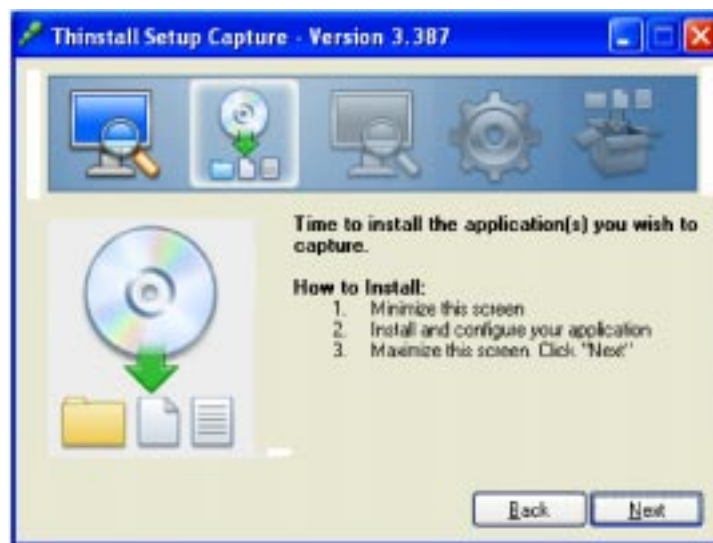 Thinstall Setup Capture - Version 3.387
Time to install the application(s) you wish to
capture.
How to Install:
1. Minimize this screen
2. Install and configure your application
3. Maximize this screen. Click "Next"
Back Next